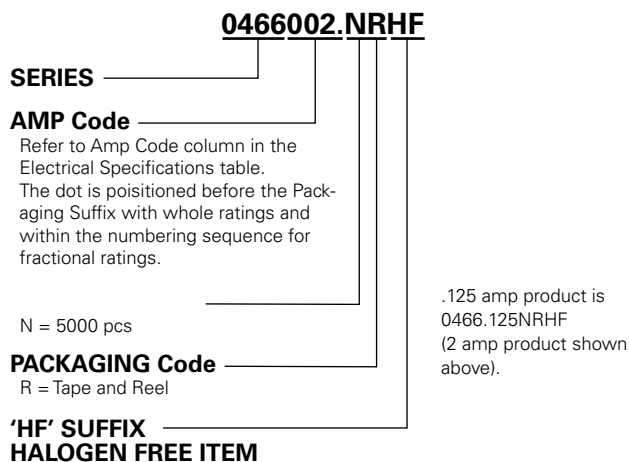 0466002.NRHF
SERIES
AMP Code
Refer to Amp Code column in the
Electrical Specifications table.
The dot is poisitioned before the Pack-
aging Suffix with whole ratings and
within the numbering sequence for
fractional ratings.
N = 5000 pcs
PACKAGING Code
R = Tape and Reel
'HF' SUFFIX
HALOGEN FREE ITEM
.125 amp product is
0466.125NRHF
(2 amp product shown
above).